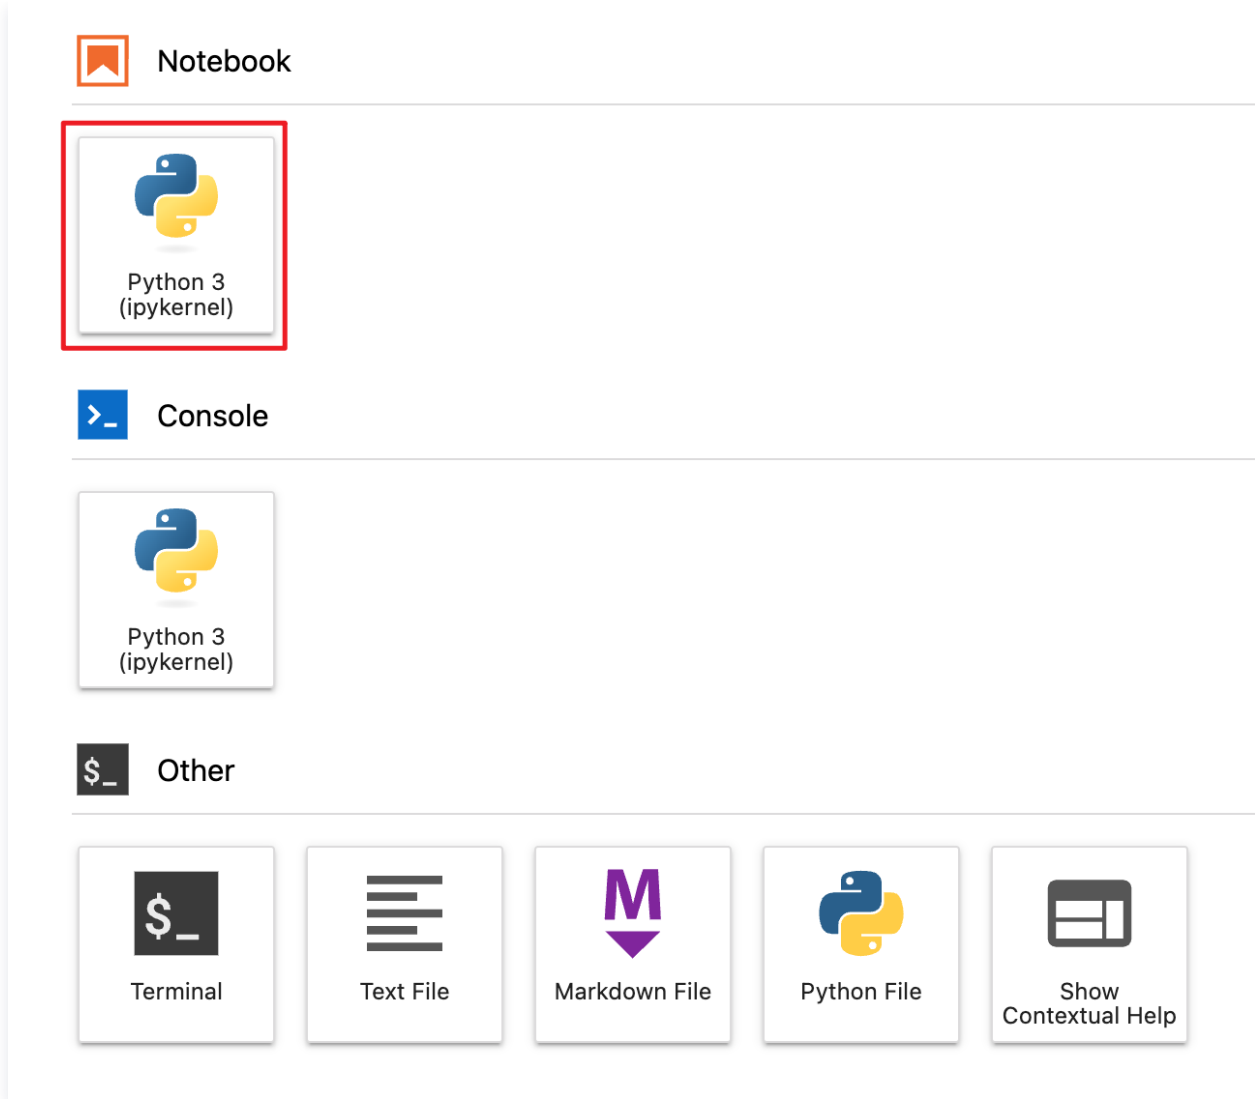 Notebook
Python 3
(ipykernel)
>_ Console
Python 3
(ipykernel)
$_ Other
$_
M
Terminal
Text File
Markdown File
Python File
Show
Contextual Help